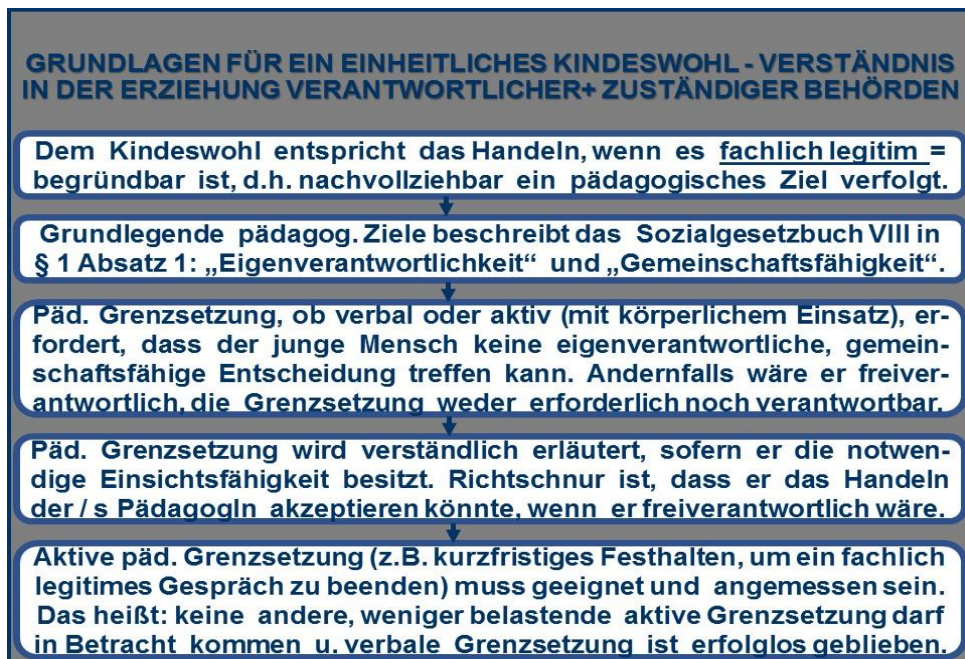 GRUNDLAGEN FÜR EIN EINHEITLICHES KINDESWOHL - VERSTÄNDNIS
IN DER ERZIEHUNG VERANTWORTLICHER+ ZUSTÄNDIGER BEHÖRDEN
Dem Kindeswohl entspricht das Handeln, wenn es fachlich legitim =
begründbar ist, d.h. nachvollziehbar ein pädagogisches Ziel verfolgt.
Grundlegende pädagog. Ziele beschreibt das Sozialgesetzbuch VIII in
§ 1 Absatz 1: „Eigenverantwortlichkeit“ und „Gemeinschaftsfähigkeit“.
Päd. Grenzsetzung, ob verbal oder aktiv (mit körperlichem Einsatz), er-
fordert, dass der junge Mensch keine eigenverantwortliche, gemein-
schaftsfähige Entscheidung treffen kann. Andernfalls wäre er freiver-
antwortlich, die Grenzsetzung weder erforderlich noch verantwortbar.
Päd. Grenzsetzung wird verständlich erläutert, sofern er die notwen-
dige Einsichtsfähigkeit besitzt. Richtschnur ist, dass er das Handeln
der / s PädagogIn akzeptieren könnte, wenn er freiverantwortlich wäre.
Aktive päd. Grenzsetzung (z.B. kurzfristiges Festhalten, um ein fachlich
legitimes Gespräch zu beenden) muss geeignet und angemessen sein.
Das heißt: keine andere, weniger belastende aktive Grenzsetzung darf
in Betracht kommen u. verbale Grenzsetzung ist erfolglos geblieben.